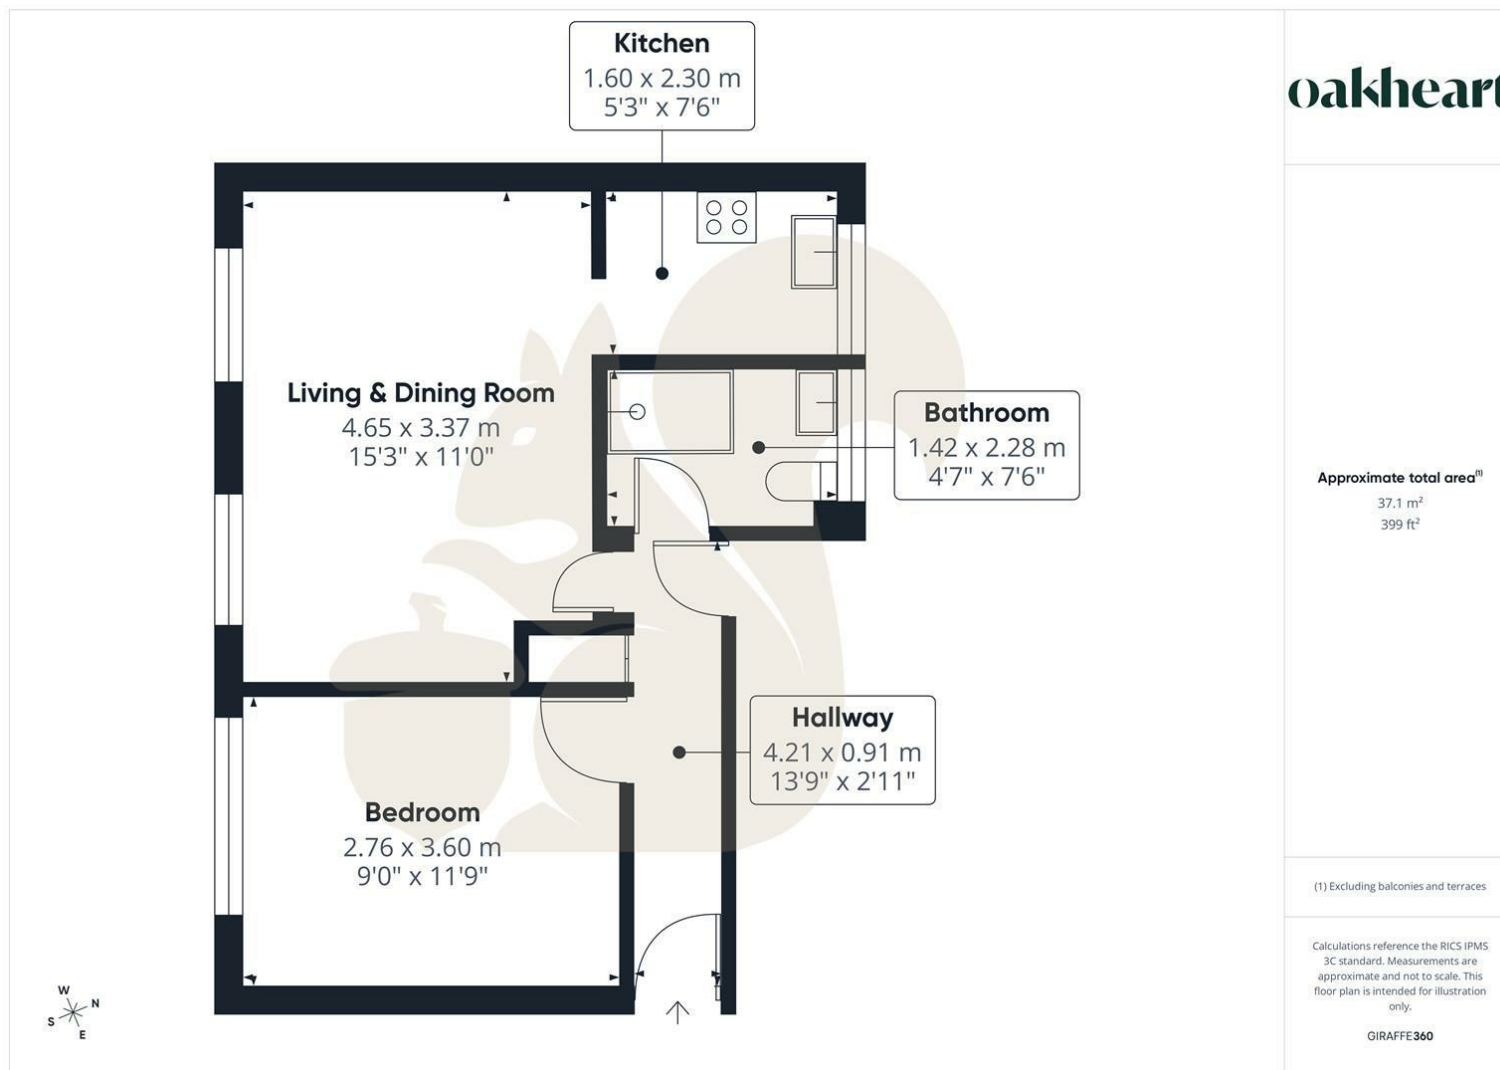 Kitchen
1.60 x 2.30 m
5'3" x 7'6"
oakheart
Living & Dining Room
4.65 x 3.37 m
15'3" x 11'0"
Bathroom
1.42 x 2.28 m
4'7" x 7'6"
Approximate total area(1)
37.1 m²
399 ft²
Hallway
4.21 x 0.91 m
13'9" x 2'11"
Bedroom
2.76 x 3.60 m
9'0" x 11'9"
(1) Excluding balconies and terraces
Calculations reference the RICS IPMS
3C standard. Measurements are
approximate and not to scale. This
floor plan is intended for illustration
only.
GIRAFFE360
W
N
S
E